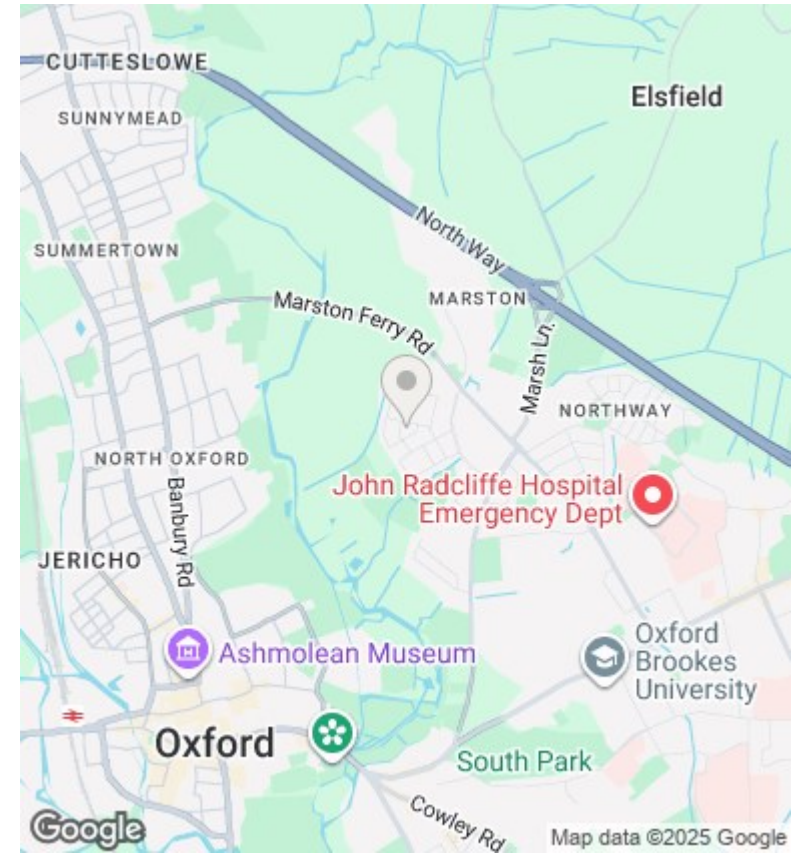 CUTTESLOWE
Elsfield
SUNNYMEAD
North Way
SUMMERTOWN
MARSTON
Marston Ferry Rd
Marsh Ln.
NORTHWAY
NORTH OXFORD
Banbury Rd
John Radcliffe Hospital
Emergency Dept
JERICHO
Ashmolean Museum
Oxford
Brookes
University
Oxford
South Park
Cowley Rd
Google
Map data ©2025 Google